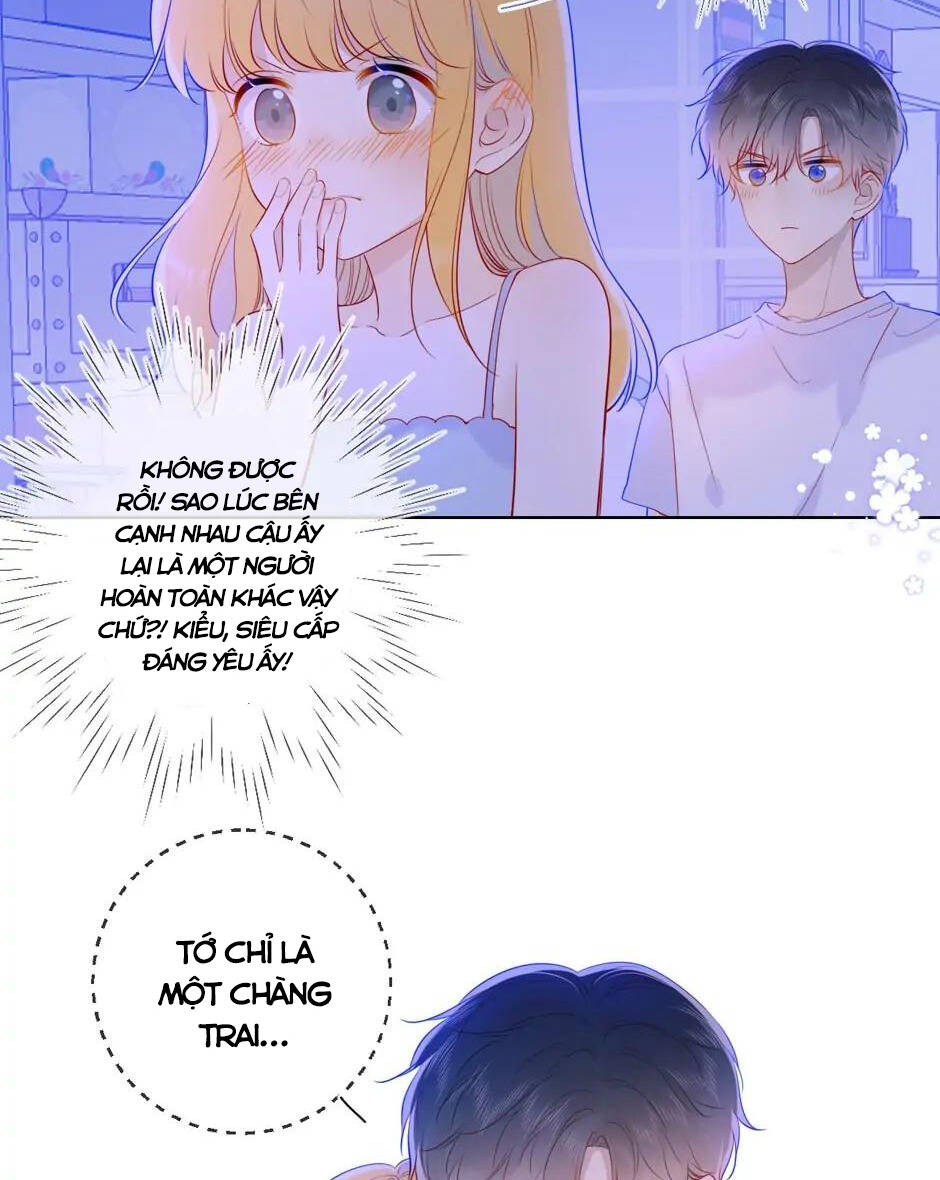 KHÔNG ĐƯỢC
RỒI! SAO LÚC BÊN
CẠNH NHAU CẬU ẤY
LẠI LÀ MỘT NGƯỜI
HOÀN TOÀN KHÁC VẬY
CHỨ?! KIỂU, SIÊU CẤP
ĐÁNG YÊU ẤY!
TỚ CHỈ LÀ
MỘT CHÀNG
TRAI...